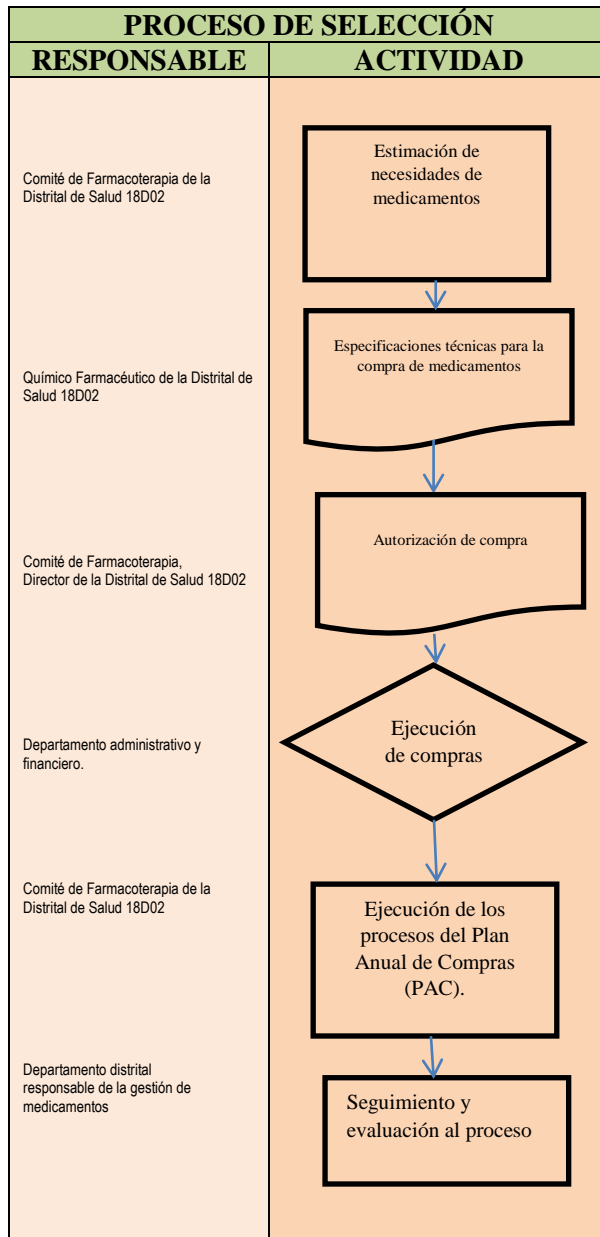 PROCESO DE SELECCIÓN
RESPONSABLE
ACTIVIDAD
Comité de Farmacoterapia de la
Distrital de Salud 18D02
Estimación de
necesidades de
medicamentos
Químico Farmacéutico de la Distrital de
Salud 18D02
Especificaciones técnicas para la
compra de medicamentos
Comité de Farmacoterapia,
Director de la Distrital de Salud 18D02
Autorización de compra
Departamento administrativo y
financiero.
Ejecución
de compras
Comité de Farmacoterapia de la
Distrital de Salud 18D02
Ejecución de los
procesos del Plan
Anual de Compras
(PAC).
Departamento distrital
responsable de la gestión de
medicamentos
Seguimiento y
evaluación al proceso